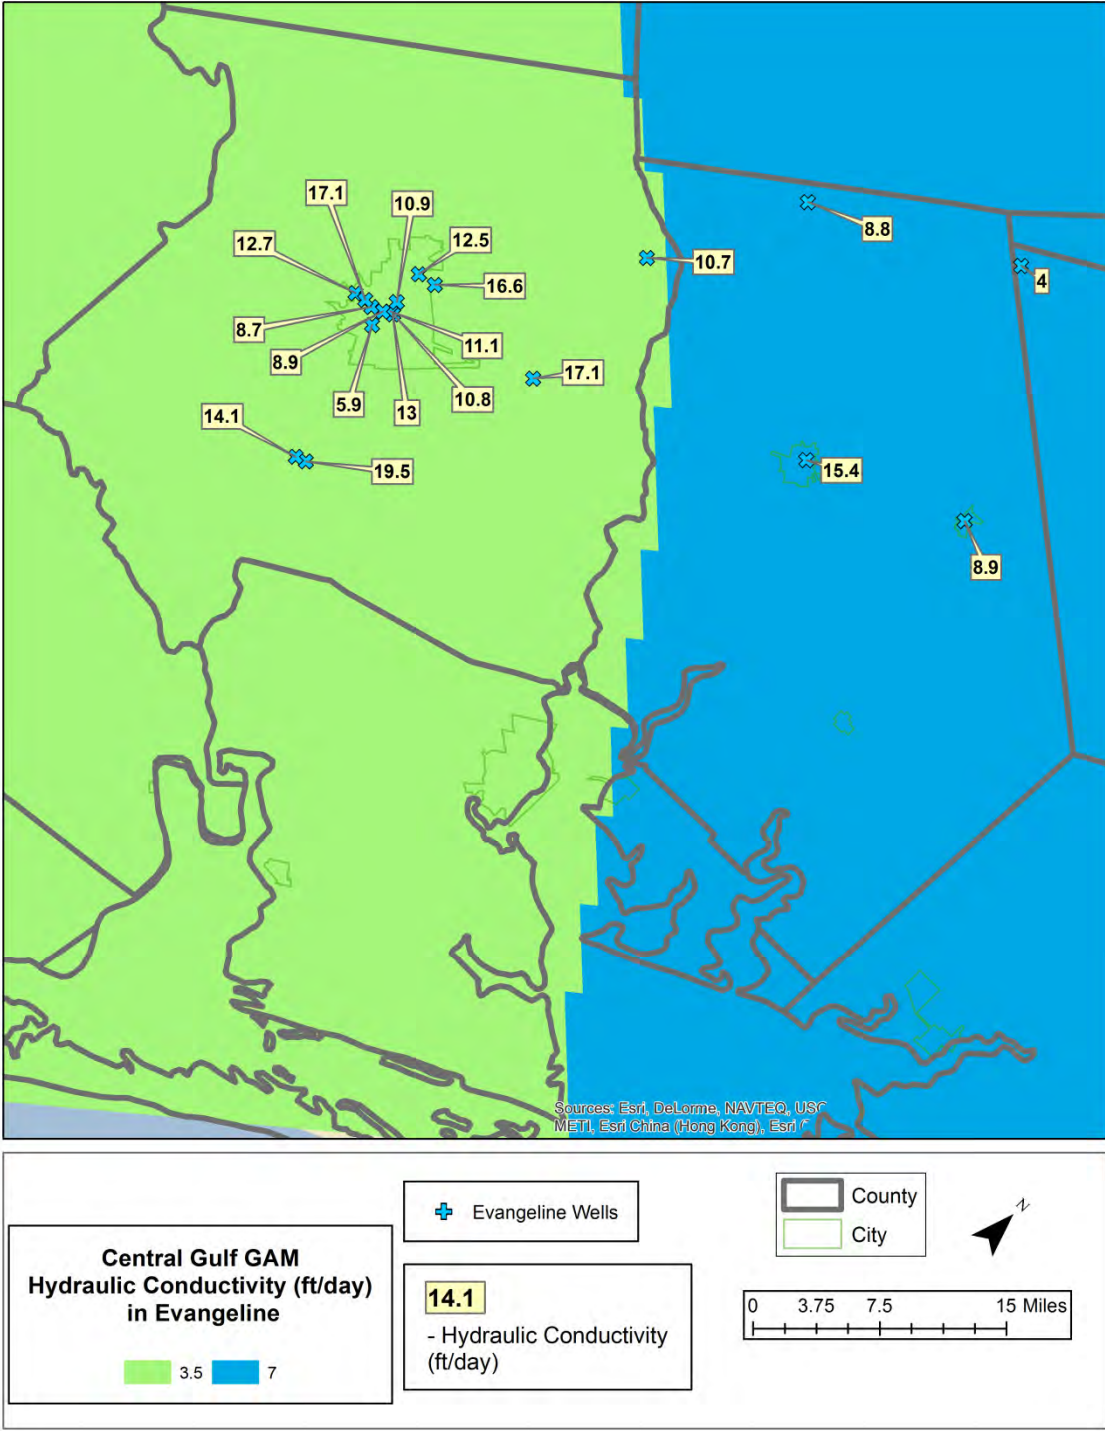 17.1
10.9
12.7
12.5
8.8
10.7
16.6
4
8.7
11.1
8.9
17.1
5.9
13
10.8
14.1
19.5
15.4
8.9
Sources: Esri, DeLorme, NAVTEQ,
METI, Esri China (Hong Kong), Esri
Central Gulf GAM
Hydraulic Conductivity (ft/day)
in Evangeline
3.5
7
Evangeline Wells
14.1
- Hydraulic Conductivity
(ft/day)
County
City
N
0 3.75 7.5 15 Miles